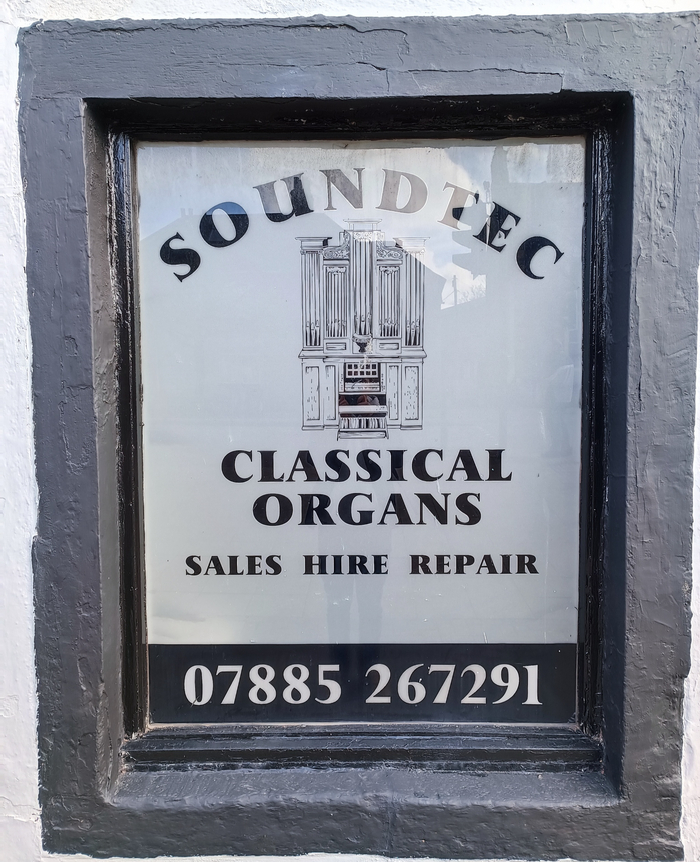 SOUNDTEC
CLASSICAL
ORGANS
SALES HIRE REPAIR
07885 267291